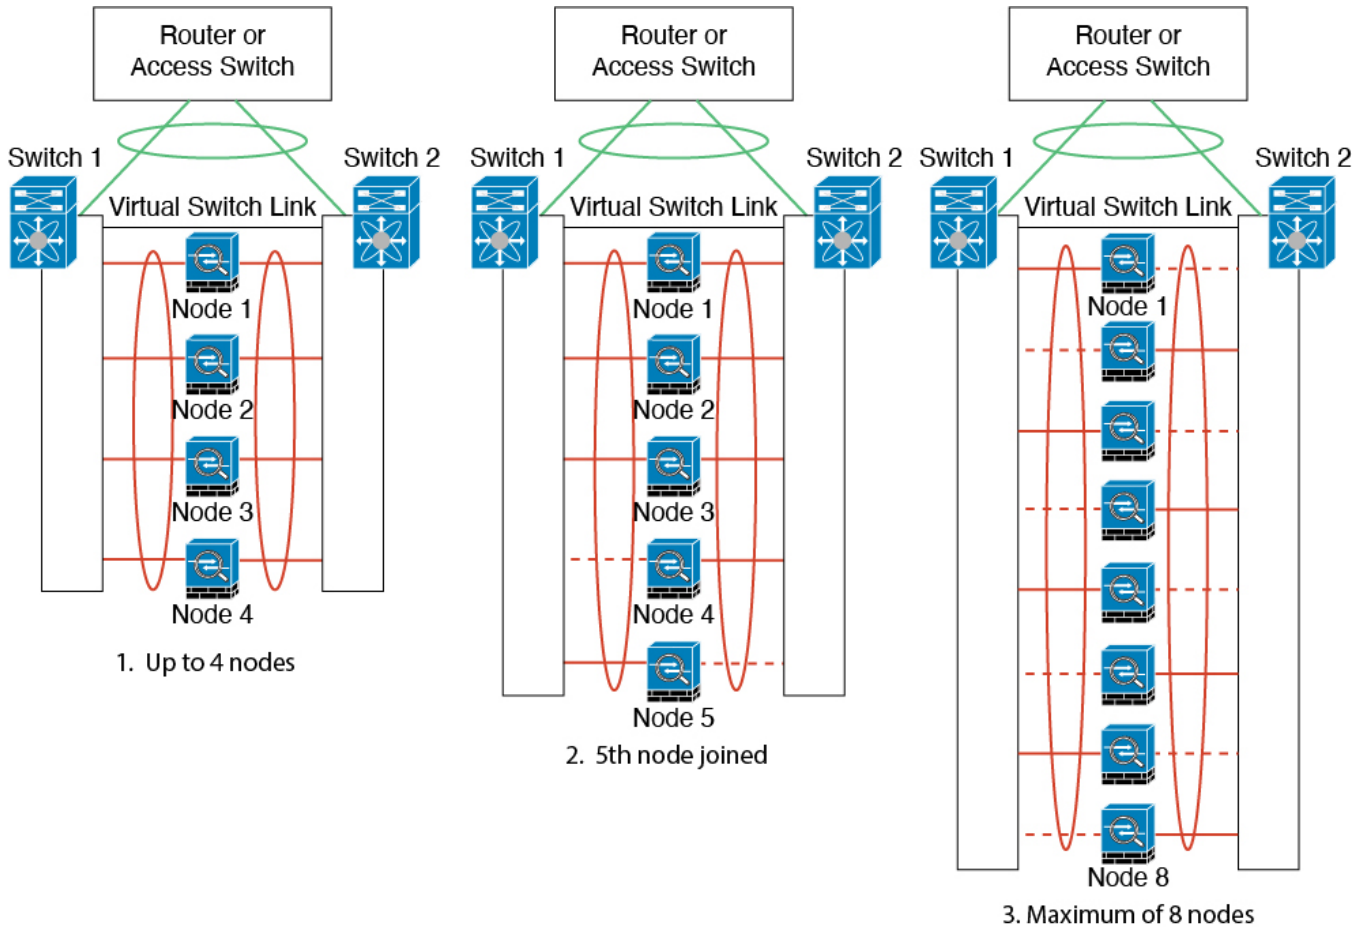 Router or
Access Switch
Switch 1
Switch 2
Virtual Switch Link
Node 1
Node 2
Node 3
Node 4
1. Up to 4 nodes
Router or
Access Switch
Switch 1
Switch 2
Virtual Switch Link
Node 1
Node 2
Node 3
Node 4
Node 5
2. 5th node joined
Router or
Access Switch
Switch 1
Switch 2
Virtual Switch Link
Node 1
Node 8
3. Maximum of 8 nodes